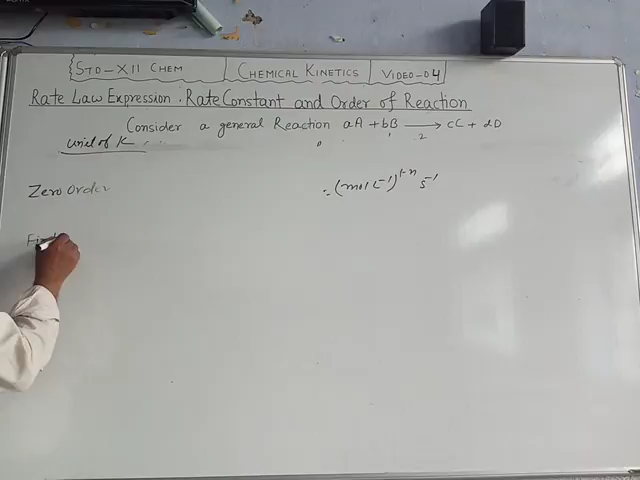 STD-XII CHEM CHEMICAL KINETICS VIDEO-04
Rate Law Expression, Rate Constant and Order of Reaction
Consider a general Reaction aA + bB → cC + dD
2
Unit of K
Zero Order = (mol L⁻¹)¹⁻ⁿ s⁻¹